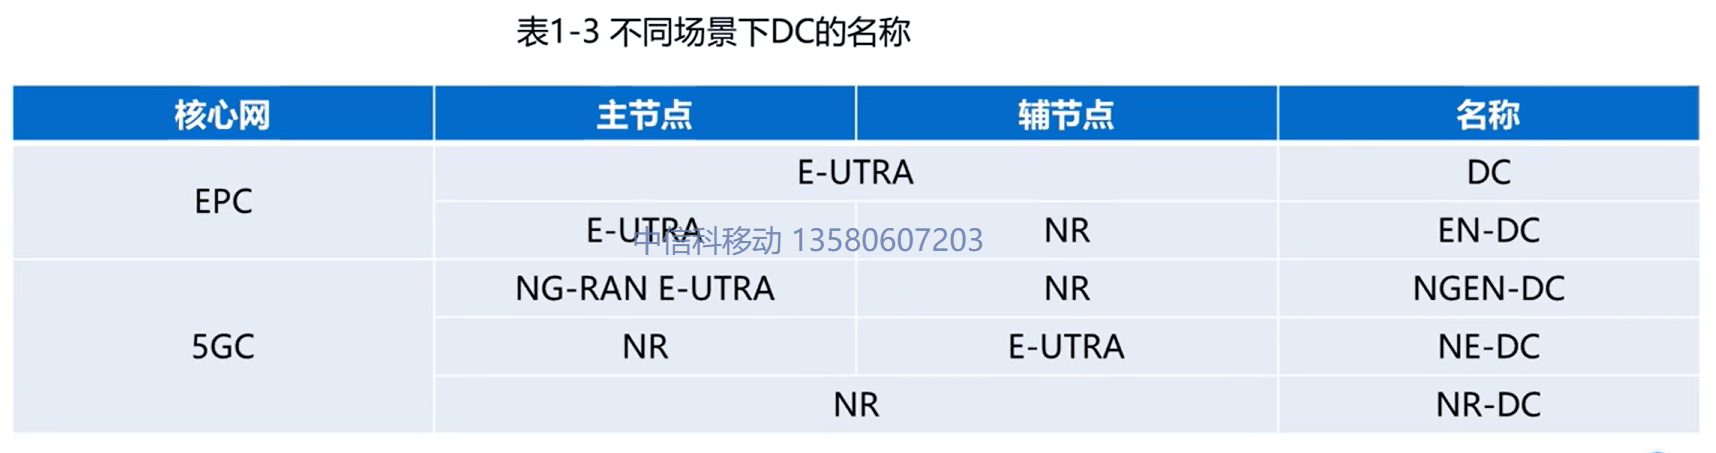 表1-3 不同场景下DC的名称
核心网 主节点 辅节点 名称
EPC E-UTRA DC
E-UTRA NR EN-DC
中信科移动 13580607203
5GC NG-RAN E-UTRA NR NGEN-DC
NR E-UTRA NE-DC
NR NR-DC